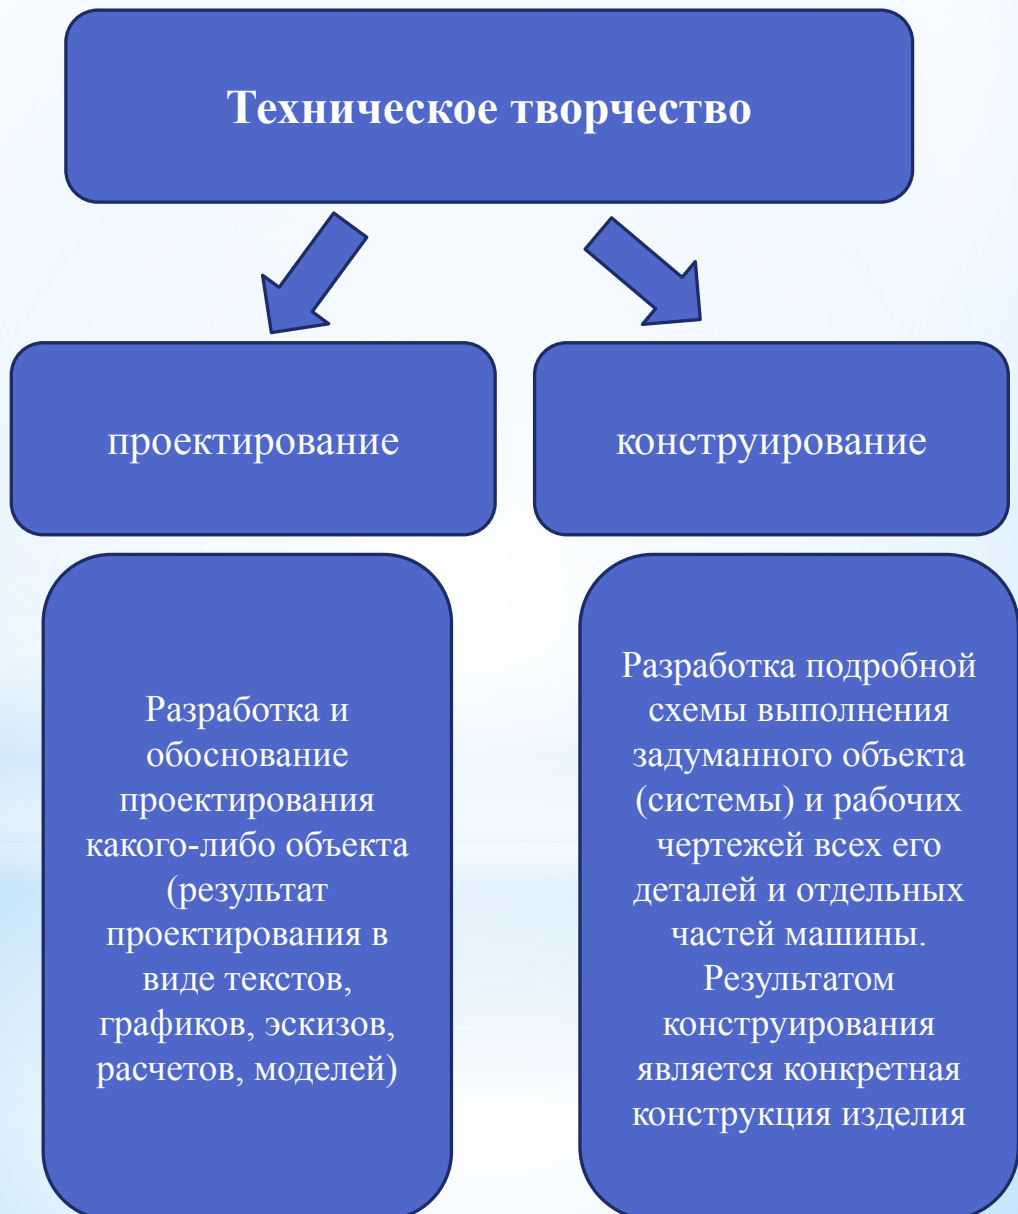 Техническое творчество
проектирование
конструирование
Разработка и
обоснование
проектирования
какого-либо объекта
(результат
проектирования в
виде текстов,
графиков, эскизов,
расчетов, моделей)
Разработка подробной
схемы выполнения
задуманного объекта
(системы) и рабочих
чертежей всех его
деталей и отдельных
частей машины.
Результатом
конструирования
является конкретная
конструкция изделия